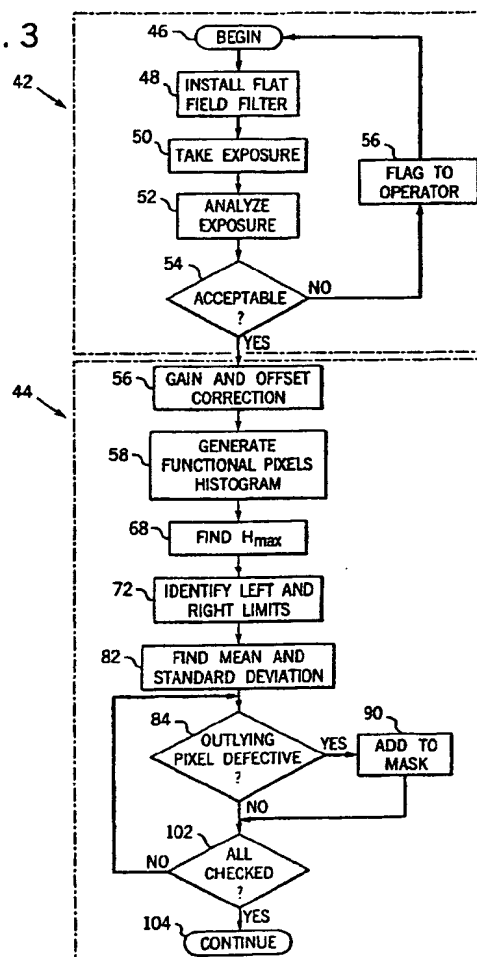 . 3
42
46
BEGIN
48
INSTALL FLAT
FIELD FILTER
50
TAKE EXPOSURE
52
ANALYZE
EXPOSURE
54
ACCEPTABLE
?
NO
YES
56
FLAG TO
OPERATOR
44
56
GAIN AND OFFSET
CORRECTION
58
GENERATE
FUNCTIONAL PIXELS
HISTOGRAM
68
FIND Hmax
72
IDENTIFY LEFT AND
RIGHT LIMITS
82
FIND MEAN AND
STANDARD DEVIATION
84
OUTLYING
PIXEL DEFECTIVE
?
YES
NO
90
ADD TO
MASK
102
ALL
CHECKED
?
NO
YES
104
CONTINUE